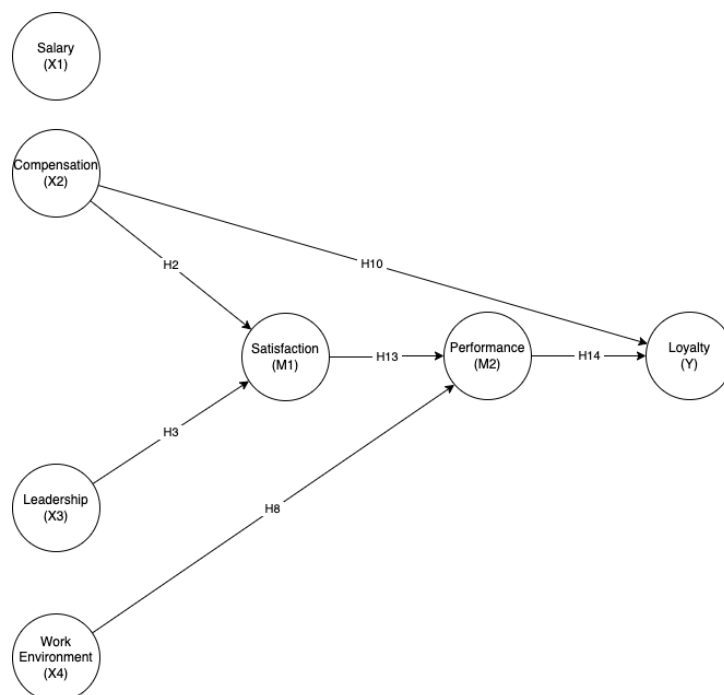 Salary
(X1)
Compensation
(X2)
H10
H2
Satisfaction
(M1)
H13
Performance
(M2)
H14
Loyalty
(Y)
H3
Leadership
(X3)
H8
Work
Environment
(X4)